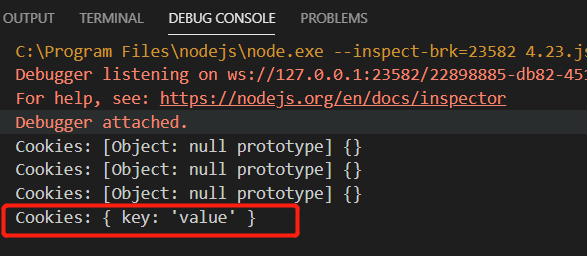 OUTPUT TERMINAL DEBUG CONSOLE PROBLEMS
C:\Program Files\nodejs\node.exe --inspect-brk=23582 4.23.js
Debugger listening on ws://127.0.0.1:23582/22898885-db82-451
For help, see: https://nodejs.org/en/docs/inspector
Debugger attached.
Cookies: [Object: null prototype] {}
Cookies: [Object: null prototype] {}
Cookies: [Object: null prototype] {}
Cookies: { key: 'value' }